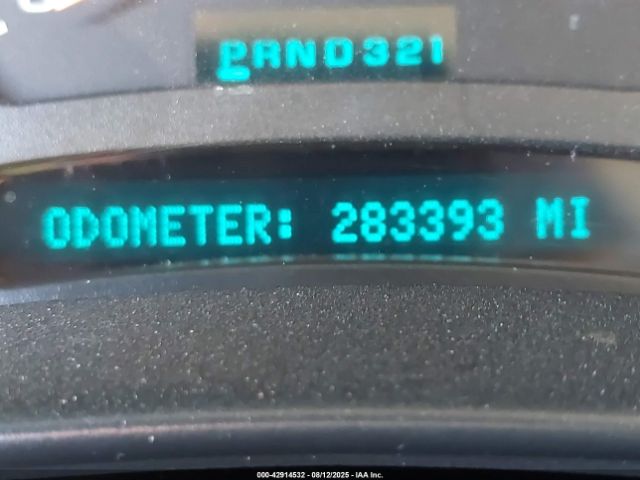 PRND321
ODOMETER: 283393 MI
000-42914532 - 08/12/2025 - IAA Inc.